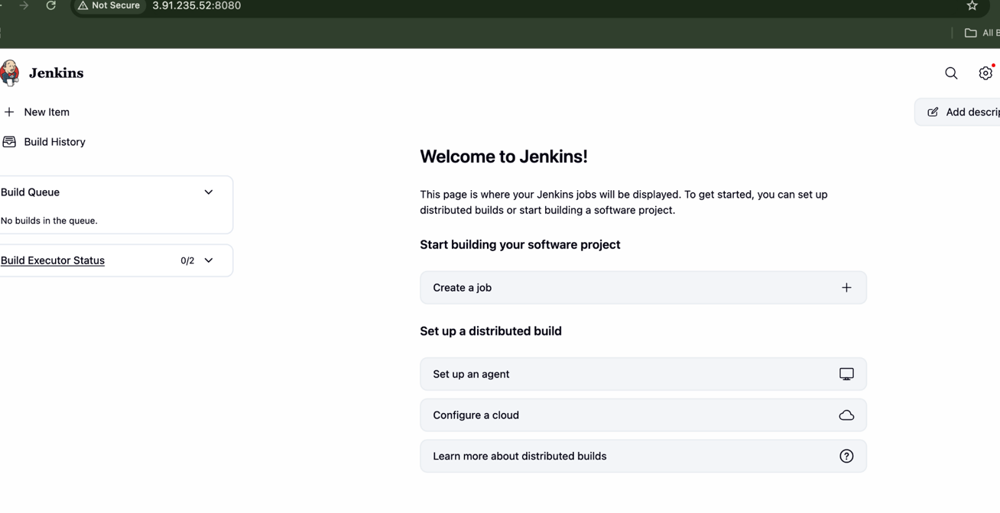 Not Secure 3.91.235.52:8080
All B
Jenkins
New Item
Add descrip
Build History
Welcome to Jenkins!
Build Queue
This page is where your Jenkins jobs will be displayed. To get started, you can set up
distributed builds or start building a software project.
No builds in the queue.
Start building your software project
Build Executor Status 0/2
Create a job
Set up a distributed build
Set up an agent
Configure a cloud
Learn more about distributed builds